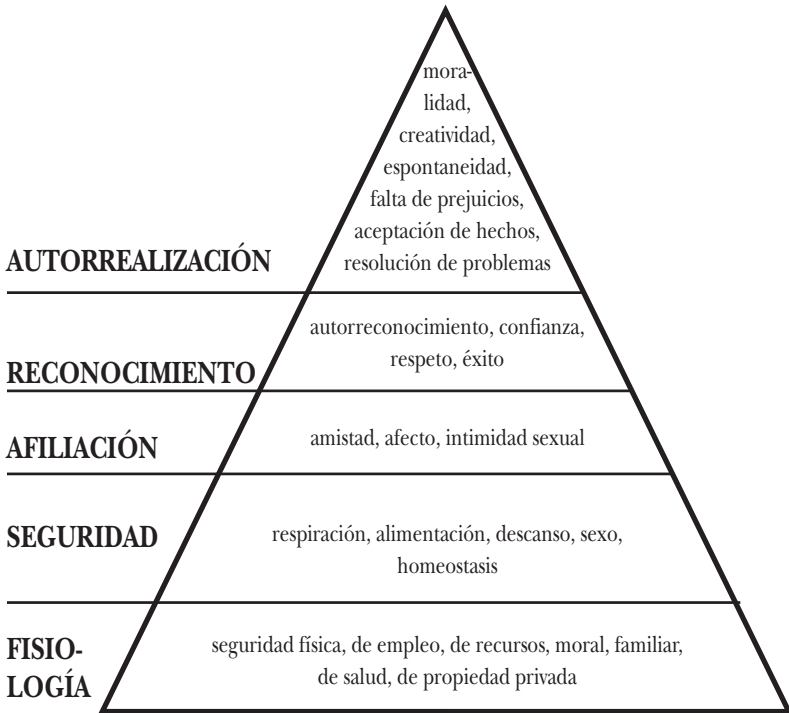 mora-
lidad,
creatividad,
espontaneidad,
falta de prejuicios,
aceptación de hechos,
resolución de problemas
AUTORREALIZACIÓN
autorreconocimiento, confianza,
respeto, éxito
RECONOCIMIENTO
amistad, afecto, intimidad sexual
AFILIACIÓN
respiración, alimentación, descanso, sexo,
homeostasis
SEGURIDAD
seguridad física, de empleo, de recursos, moral, familiar,
de salud, de propiedad privada
FISIO-
LOGÍA